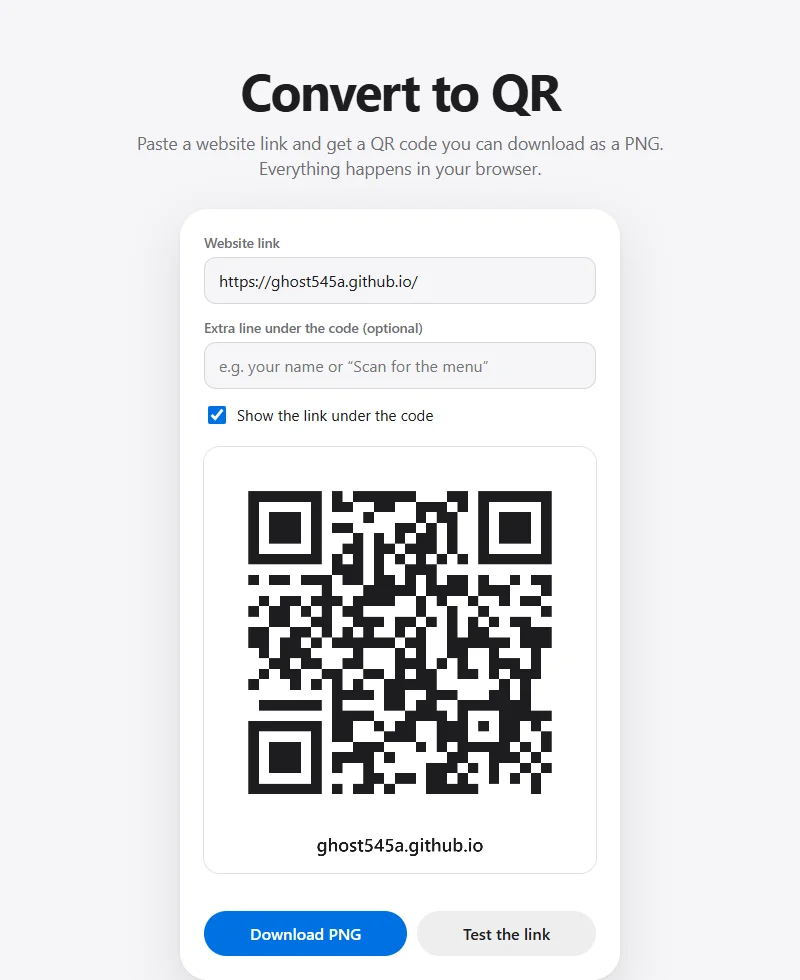 Convert to QR
Paste a website link and get a QR code you can download as a PNG.
Everything happens in your browser.
Website link
https://ghost545a.github.io/
Extra line under the code (optional)
e.g. your name or “Scan for the menu”
Show the link under the code
ghost545a.github.io
Download PNG
Test the link